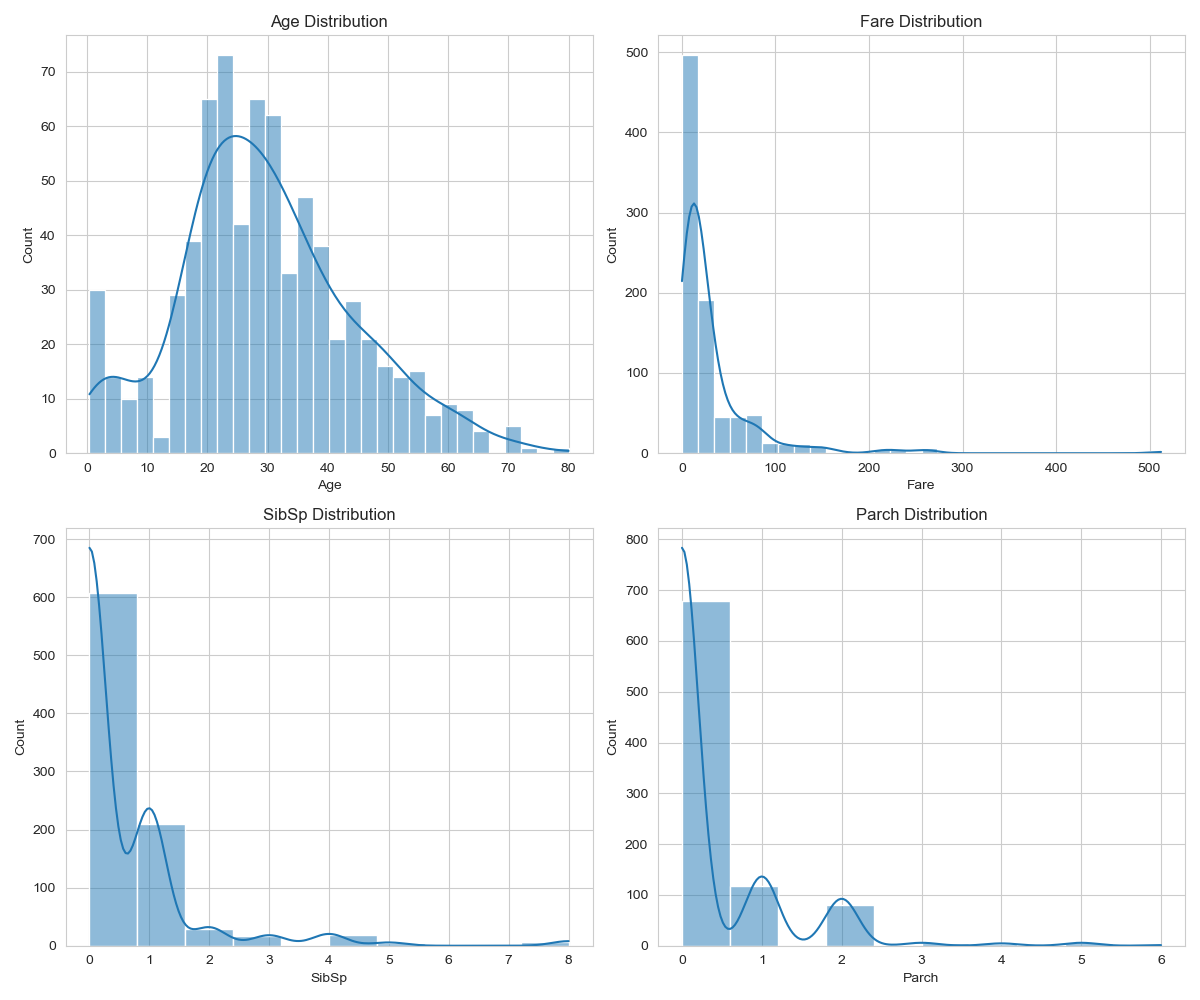 Age Distribution
Count
70
60
50
40
30
20
10
0
0 10 20 30 40 50 60 70 80
Age
Fare Distribution
Count
500
400
300
200
100
0
0 100 200 300 400 500
Fare
SibSp Distribution
Count
700
600
500
400
300
200
100
0
0 1 2 3 4 5 6 7 8
SibSp
Parch Distribution
Count
800
700
600
500
400
300
200
100
0
0 1 2 3 4 5 6
Parch